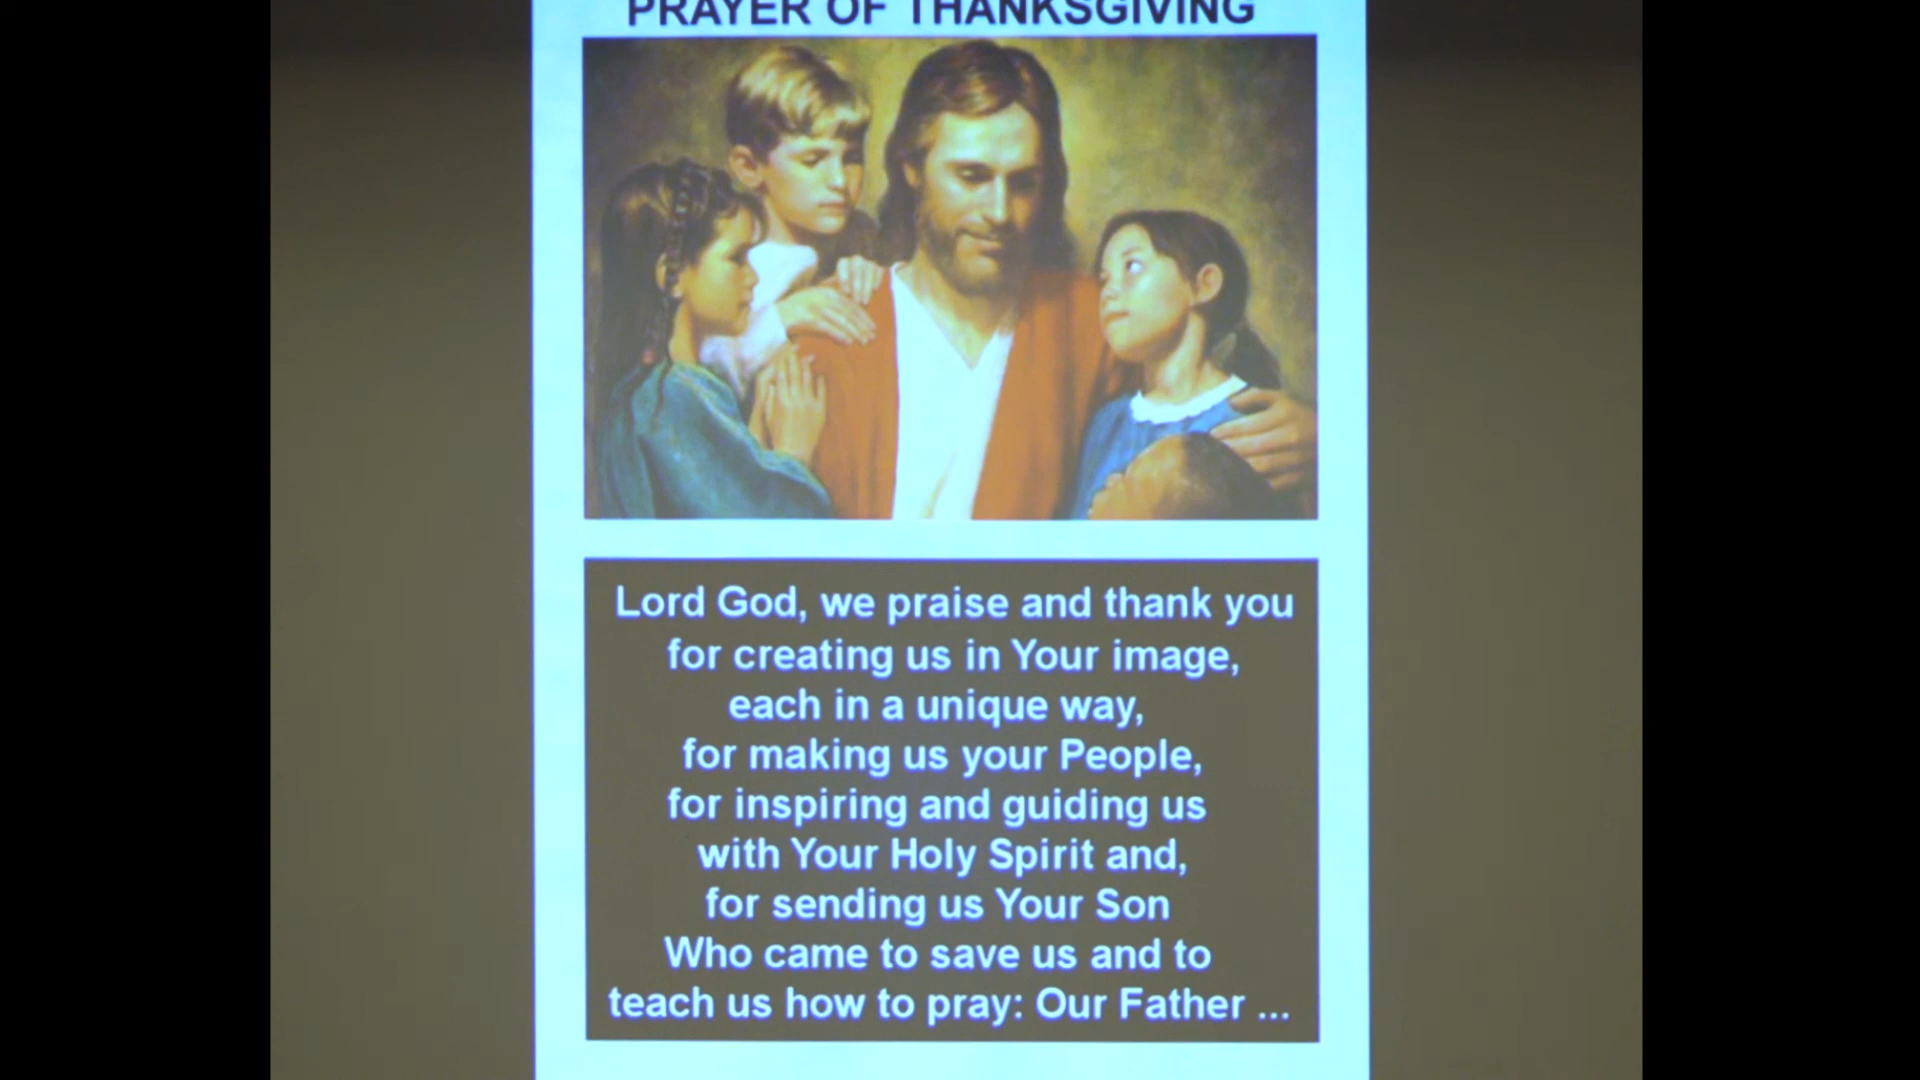 PRAYER OF THANKSGIVING
Lord God, we praise and thank you
for creating us in Your image,
each in a unique way,
for making us your People,
for inspiring and guiding us
with Your Holy Spirit and,
for sending us Your Son
Who came to save us and to
teach us how to pray: Our Father ...